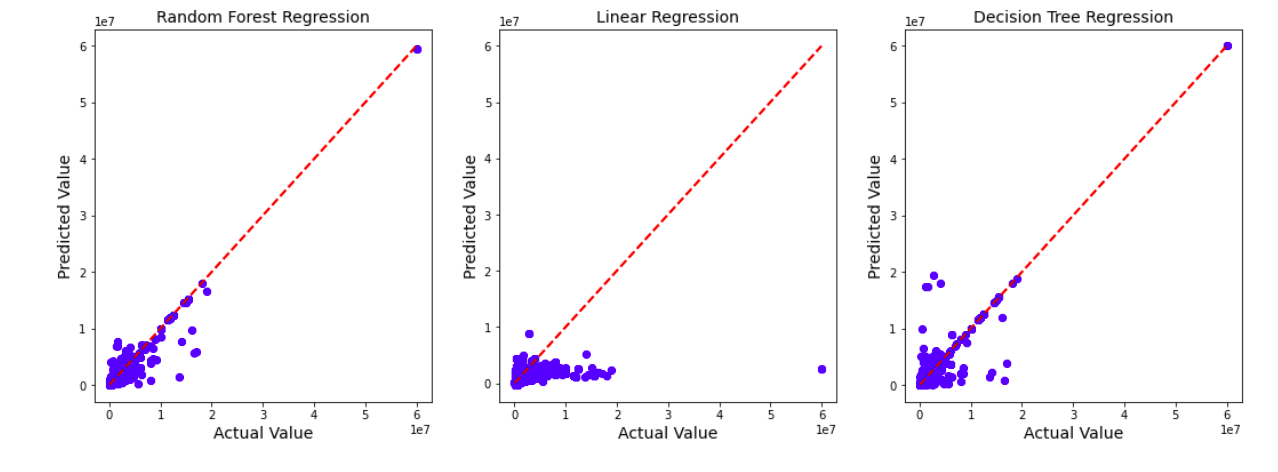 Random Forest Regression
1e7
6
5
4
3
2
1
0
Predicted Value
0 1 2 3 4 5 6
1e7
Actual Value
Linear Regression
1e7
6
5
4
3
2
1
0
Predicted Value
0 1 2 3 4 5 6
1e7
Actual Value
Decision Tree Regression
1e7
6
5
4
3
2
1
0
Predicted Value
0 1 2 3 4 5 6
1e7
Actual Value